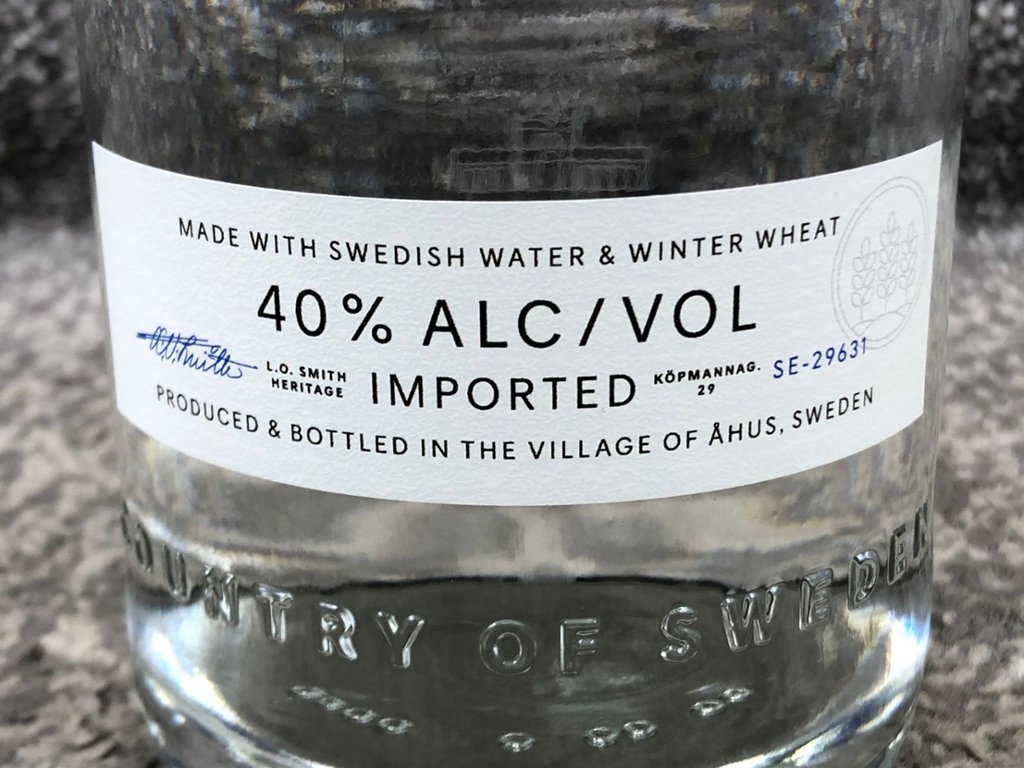 MADE WITH SWEDISH WATER & WINTER WHEAT
40% ALC/VOL
L.O. SMITH
HERITAGE
IMPORTED
KÖPMANNAG.
29
SE-29631
PRODUCED & BOTTLED IN THE VILLAGE OF ÅHUS, SWEDEN
COUNTRY OF SWEDEN